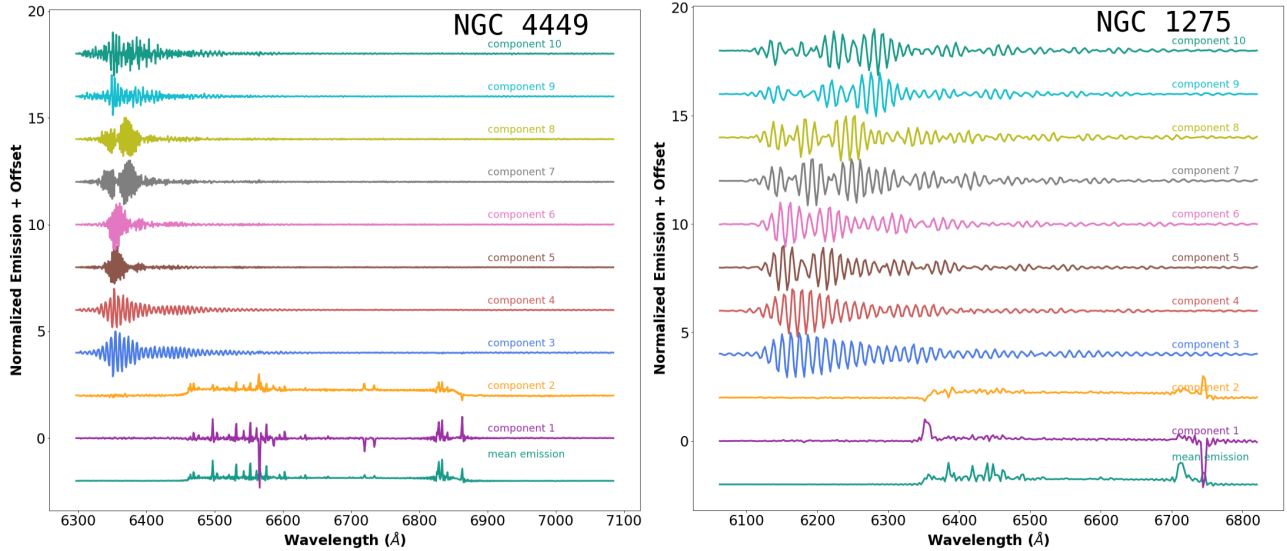 NGC 4449
20
15
10
5
0
Normalized Emission + Offset
component 10
component 9
component 8
component 7
component 6
component 5
component 4
component 3
component 2
component 1
mean emission
6300 6400 6500 6600 6700 6800 6900 7000 7100
Wavelength (Å)
NGC 1275
20
15
10
5
0
Normalized Emission + Offset
component 10
component 9
component 8
component 7
component 6
component 5
component 4
component 3
component 2
component 1
mean emission
6100 6200 6300 6400 6500 6600 6700 6800
Wavelength (Å)